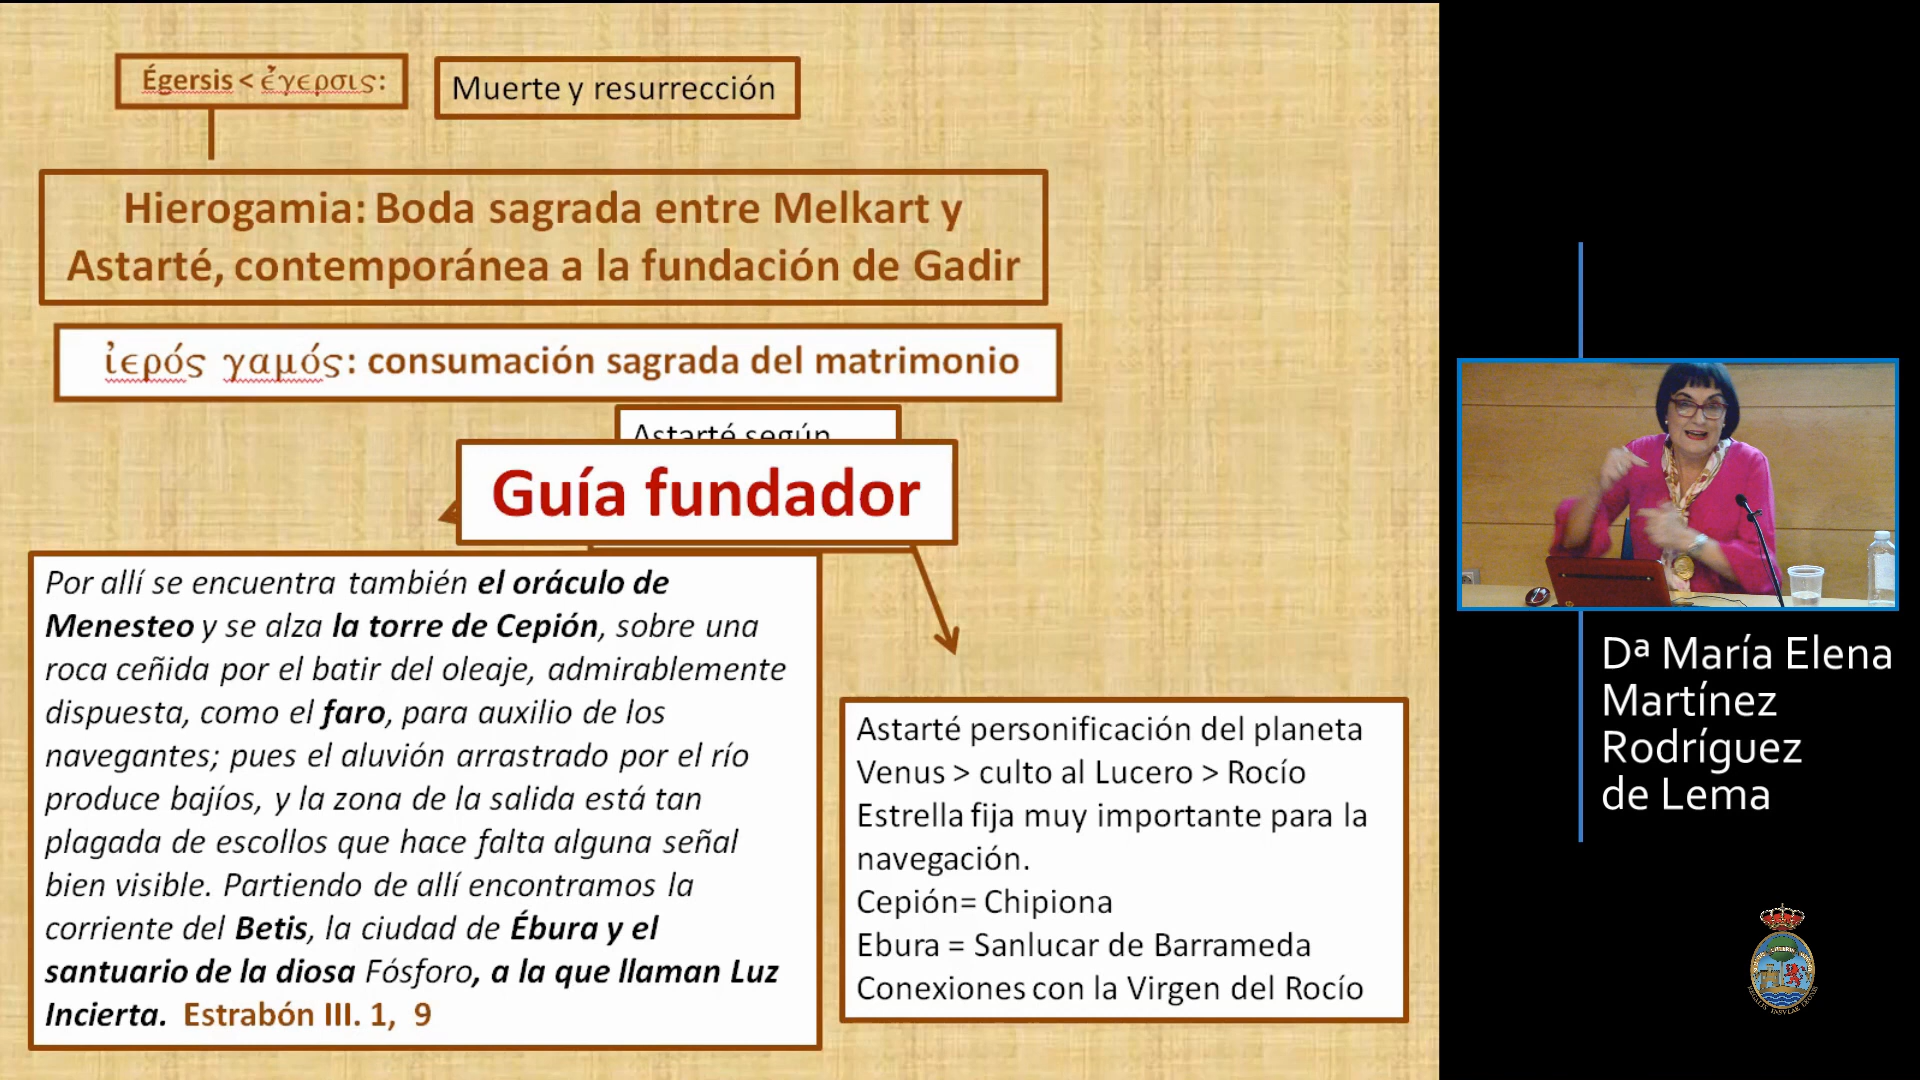 Égersis < ἐγερσις:
Muerte y resurrección
Hierogamia: Boda sagrada entre Melkart y
Astarté, contemporánea a la fundación de Gadir
ἱερός γαμός: consumación sagrada del matrimonio
Astarté según
Guía fundador
Por allí se encuentra también el oráculo de
Menesteo y se alza la torre de Cepión, sobre una
roca ceñida por el batir del oleaje, admirablemente
dispuesta, como el faro, para auxilio de los
navegantes; pues el aluvión arrastrado por el río
produce bajíos, y la zona de la salida está tan
plagada de escollos que hace falta alguna señal
bien visible. Partiendo de allí encontramos la
corriente del Betis, la ciudad de Ébura y el
santuario de la diosa Fósforo, a la que llaman Luz
Incierta. Estrabón III. 1, 9
Astarté personificación del planeta
Venus > culto al Lucero > Rocío
Estrella fija muy importante para la
navegación.
Cepión= Chipiona
Ebura = Sanlucar de Barrameda
Conexiones con la Virgen del Rocío
Dª María Elena
Martínez
Rodríguez
de Lema